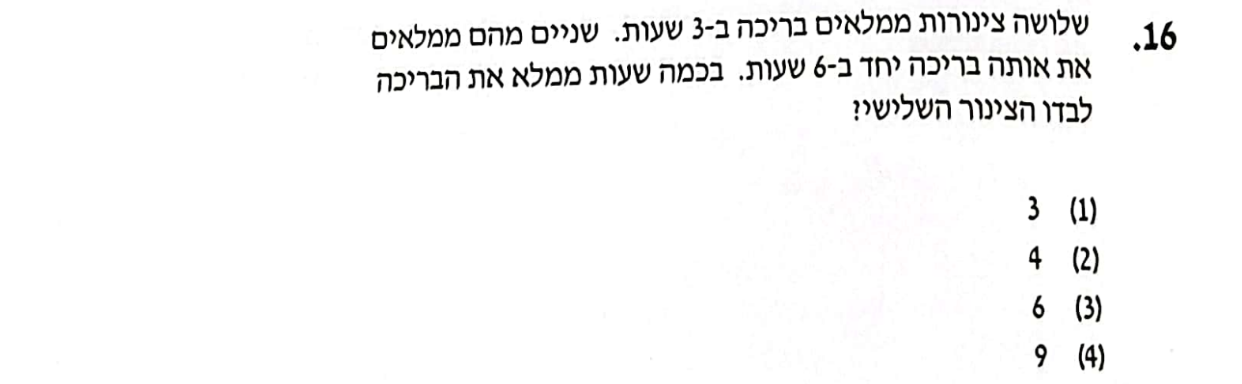 16. שלושה צינורות ממלאים בריכה ב-3 שעות. שניים מהם ממלאים
את אותה בריכה יחד ב-6 שעות. בכמה שעות ממלא את הבריכה
לבדו הצינור השלישי?
(1) 3
(2) 4
(3) 6
(4) 9